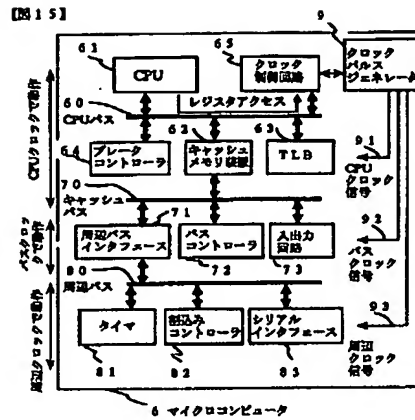 【図15】
61
65
9
CPU
クロック
制御回路
クロック
パルス
ジェネレータ
60
CPUバス
レジスタアクセス
62
63
64
ブレーク
コントローラ
キャッシュ
メモリ装置
TLB
91
CPU
クロック
信号
CPUクロックで動作
70
キャッシュ
バス
71
周辺バス
インタフェース
バス
コントローラ
入出力
回路
92
バス
クロック
信号
バスクロックで動作
72
73
80
周辺バス
93
タイマ
割込み
コントローラ
シリアル
インタフェース
周辺
クロック
信号
周辺クロックで動作
81
82
83
6 マイクロコンピュータ